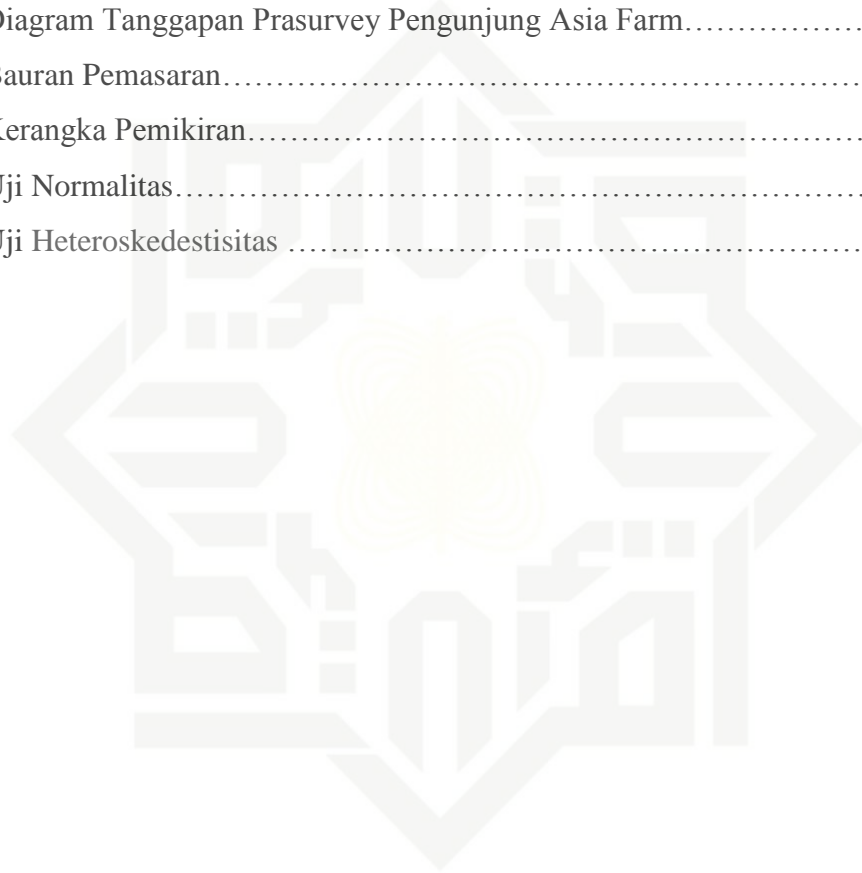 Diagram Tanggapan Prasurvey Pengunjung Asia Farm………………
Bauran Pemasaran……………………………………………………………
Kerangka Pemikiran…………………………………………………………
Uji Normalitas…………………………………………………………………
Uji Heteroskedestisitas ……………………………………………………